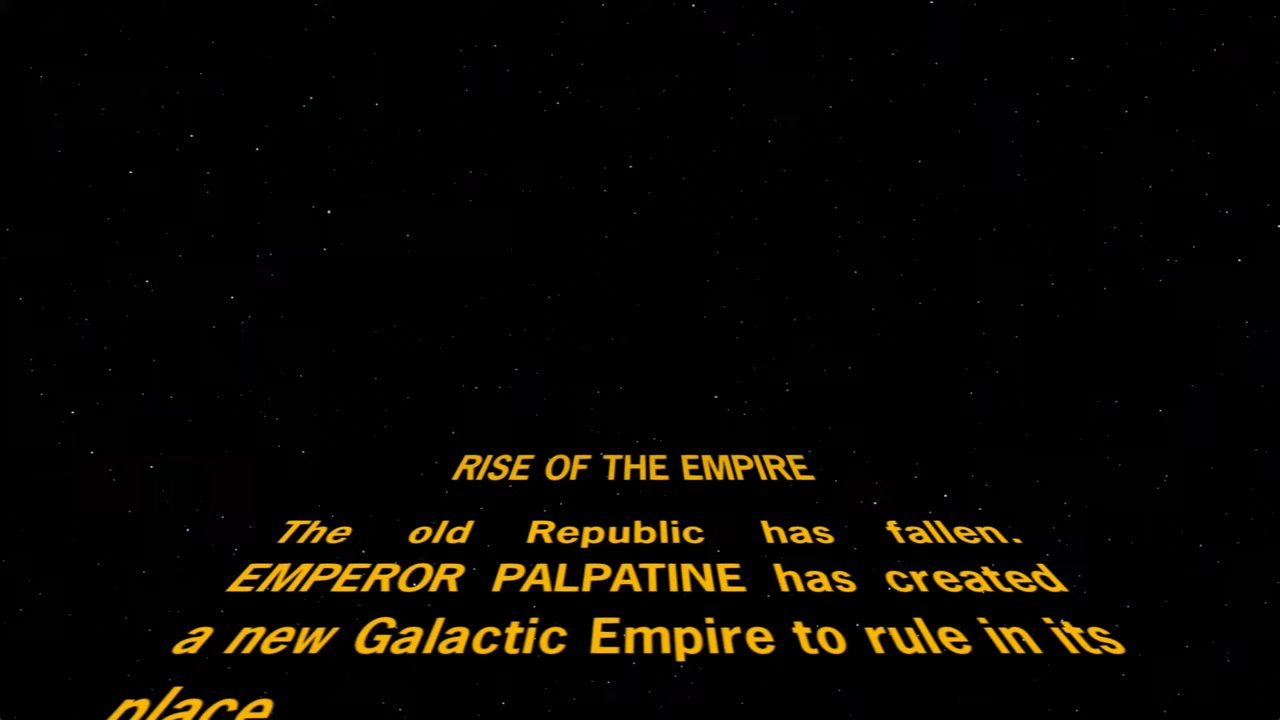 RISE OF THE EMPIRE
The old Republic has fallen.
EMPEROR PALPATINE has created
a new Galactic Empire to rule in its
place